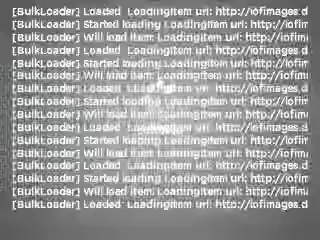 [BulkLoader] Loaded LoadingItem url: http://iofimages.d
[BulkLoader] Started loading LoadingItem url: http://iofim
[BulkLoader] Will load item: LoadingItem url: http://iofim
[BulkLoader] Loaded LoadingItem url: http://iofimages.d
[BulkLoader] Started loading LoadingItem url: http://iofim
[BulkLoader] Will load item: LoadingItem url: http://iofim
[BulkLoader] Loaded LoadingItem url: http://iofimages.d
[BulkLoader] Started loading LoadingItem url: http://iofim
[BulkLoader] Will load item: LoadingItem url: http://iofim
[BulkLoader] Loaded LoadingItem url: http://iofimages.d
[BulkLoader] Started loading LoadingItem url: http://iofim
[BulkLoader] Will load item: LoadingItem url: http://iofim
[BulkLoader] Loaded LoadingItem url: http://iofimages.d
[BulkLoader] Started loading LoadingItem url: http://iofim
[BulkLoader] Will load item: LoadingItem url: http://iofim
[BulkLoader] Loaded LoadingItem url: http://iofimages.d